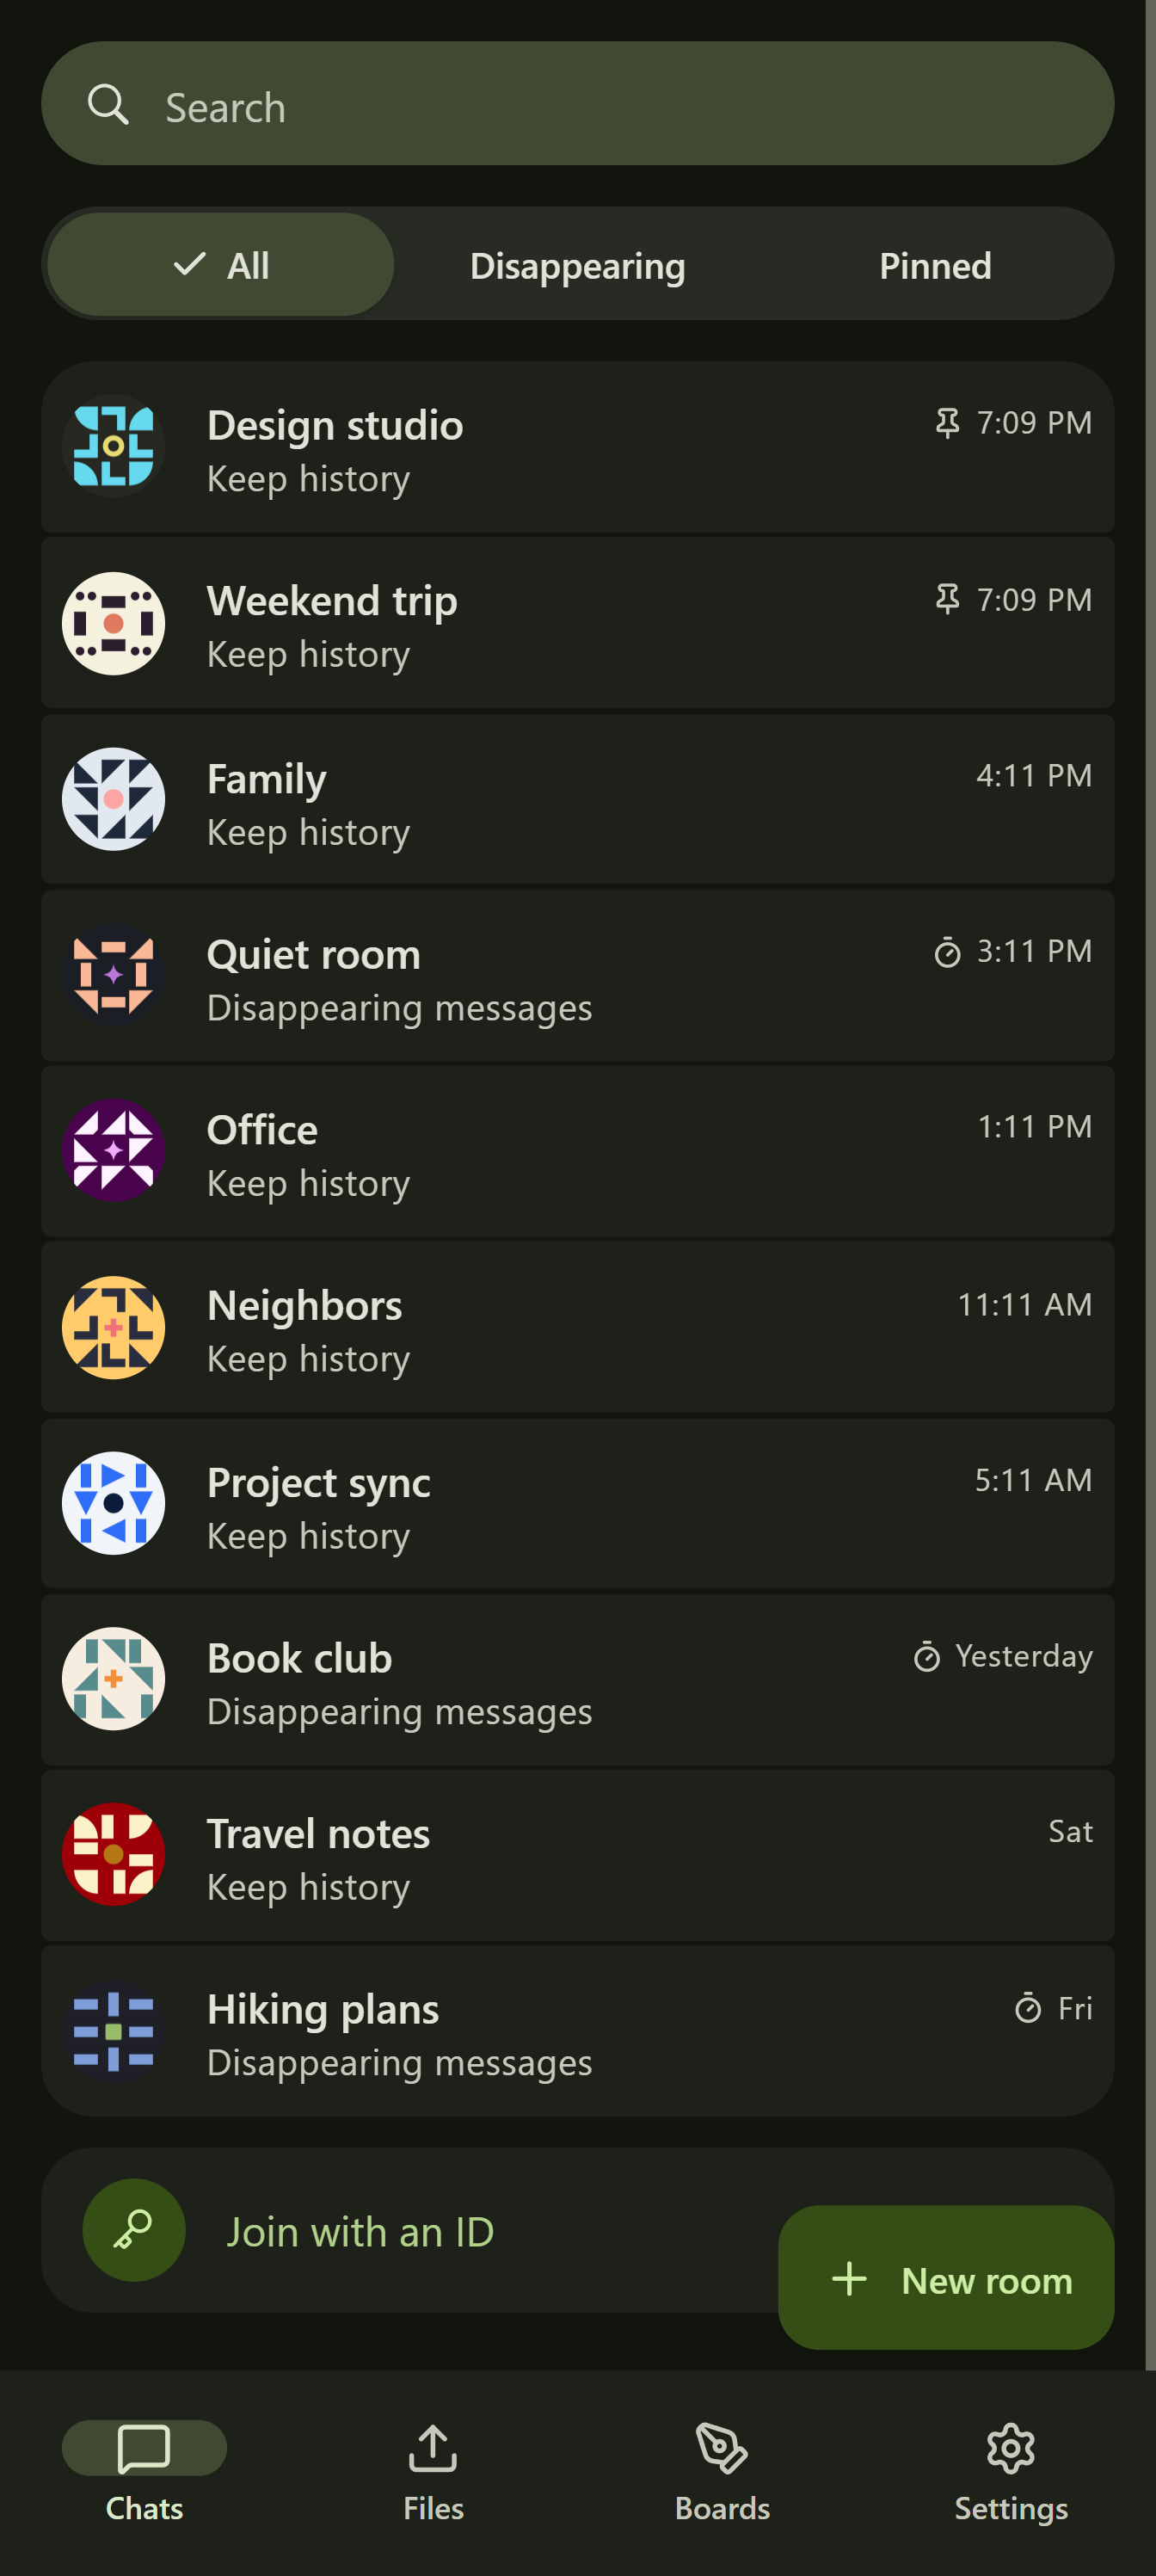 Search
All
Disappearing
Pinned
Design studio
7:09 PM
Keep history
Weekend trip
7:09 PM
Keep history
Family
4:11 PM
Keep history
Quiet room
3:11 PM
Disappearing messages
Office
1:11 PM
Keep history
Neighbors
11:11 AM
Keep history
Project sync
5:11 AM
Keep history
Book club
Yesterday
Disappearing messages
Travel notes
Sat
Keep history
Hiking plans
Fri
Disappearing messages
Join with an ID
New room
Chats
Files
Boards
Settings